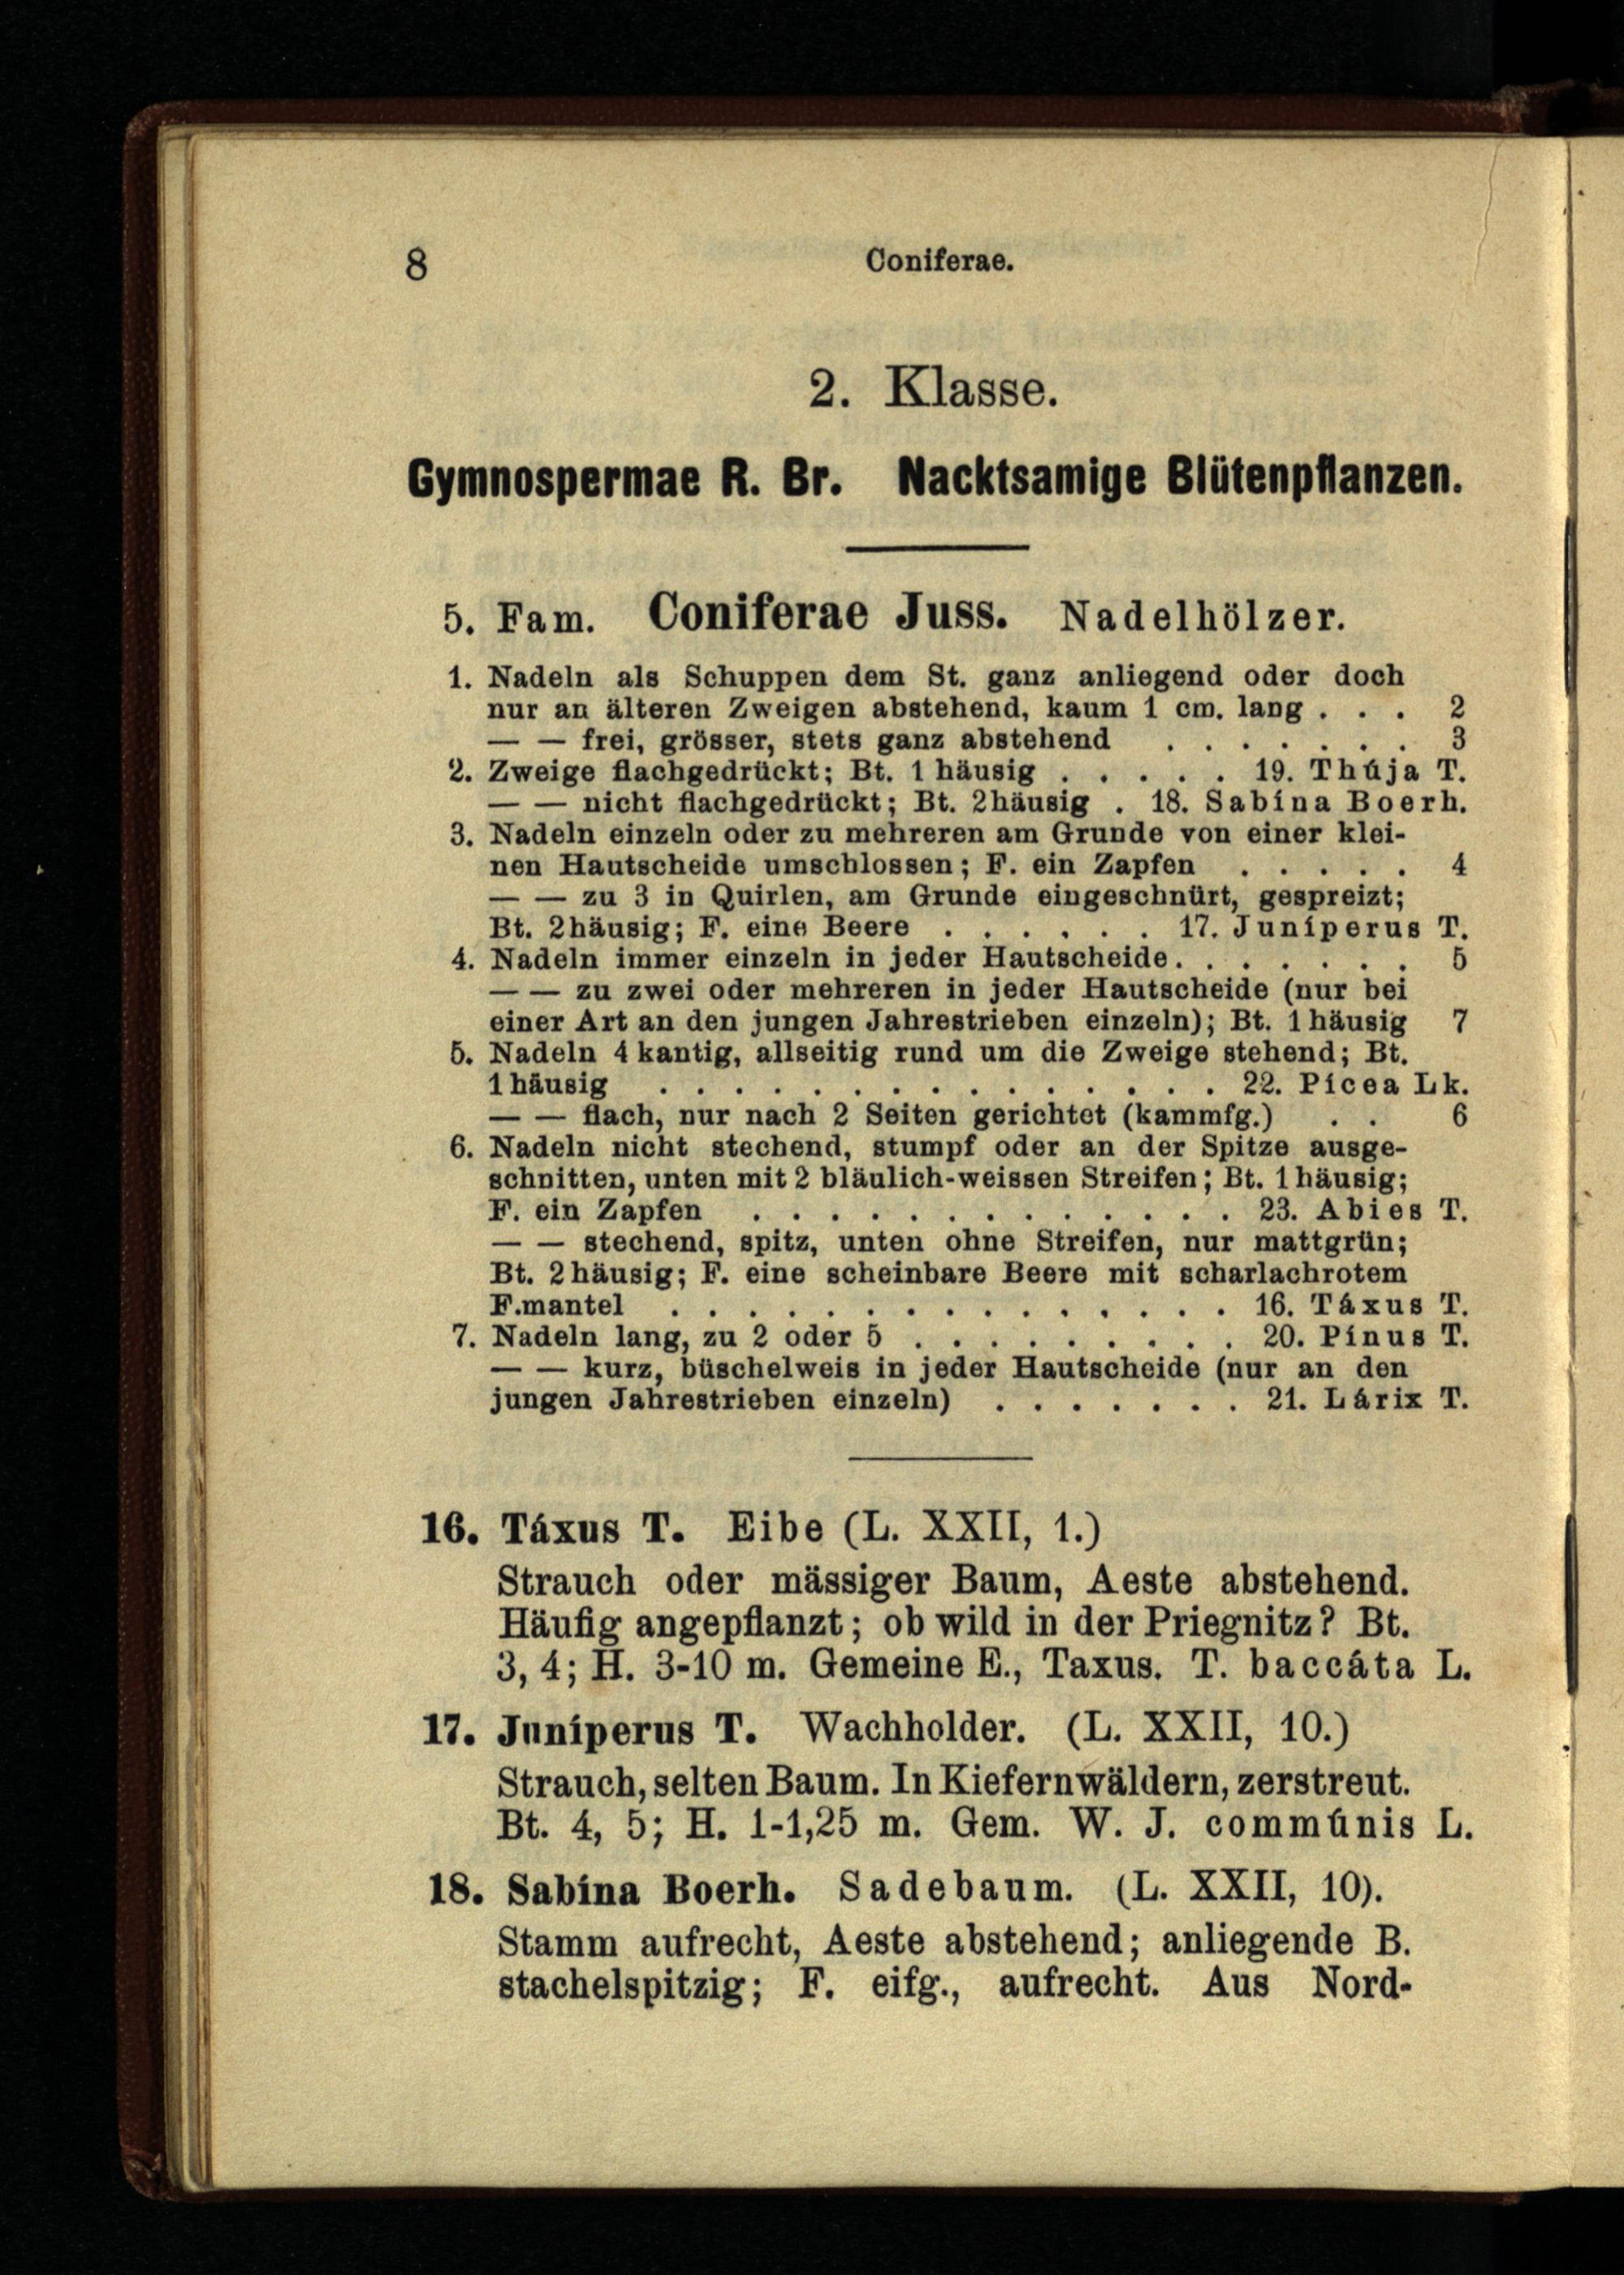 8 Coniferae.
2. Klasse.
Gymnospermae R. Br. Nacktsamige Blütenpflanzen.
5. Fam. Coniferae Juss. Nadelhölzer.
1. Nadeln als Schuppen dem St. ganz anliegend oder doch
nur an älteren Zweigen abstehend, kaum 1 cm. lang . . . 2
— — frei, grösser, stets ganz abstehend . . . . . . . 3
2. Zweige flachgedrückt; Bt. 1häusig . . . . . 19. Thúja T.
— — nicht flachgedrückt; Bt. 2häusig . 18. Sabína Boerh.
3. Nadeln einzeln oder zu mehreren am Grunde von einer klei-
nen Hautscheide umschlossen; F. ein Zapfen . . . . . 4
— — zu 3 in Quirlen, am Grunde eingeschnürt, gespreizt;
Bt. 2häusig; F. eine Beere . . . . . . 17. Juníperus T.
4. Nadeln immer einzeln in jeder Hautscheide. . . . . . . 5
— — zu zwei oder mehreren in jeder Hautscheide (nur bei
einer Art an den jungen Jahrestrieben einzeln); Bt. 1häusig 7
5. Nadeln 4kantig, allseitig rund um die Zweige stehend; Bt.
1häusig . . . . . . . . . . . . . . . 22. Pícea Lk.
— — flach, nur nach 2 Seiten gerichtet (kammfg.) . . 6
6. Nadeln nicht stechend, stumpf oder an der Spitze ausge-
schnitten, unten mit 2 bläulich-weissen Streifen; Bt. 1häusig;
F. ein Zapfen . . . . . . . . . . . . . 23. Abies T.
— — stechend, spitz, unten ohne Streifen, nur mattgrün;
Bt. 2häusig; F. eine scheinbare Beere mit scharlachrotem
F.mantel . . . . . . . . . . . . . . . 16. Táxus T.
7. Nadeln lang, zu 2 oder 5 . . . . . . . . . 20. Pínus T.
— — kurz, büschelweis in jeder Hautscheide (nur an den
jungen Jahrestrieben einzeln) . . . . . . . 21. Lárix T.
16. Táxus T. Eibe (L. XXII, 1.)
Strauch oder mässiger Baum, Aeste abstehend.
Häufig angepflanzt; ob wild in der Priegnitz? Bt.
3, 4; H. 3-10 m. Gemeine E., Taxus. T. baccáta L.
17. Juníperus T. Wachholder. (L. XXII, 10.)
Strauch, selten Baum. In Kiefernwäldern, zerstreut.
Bt. 4, 5; H. 1-1,25 m. Gem. W. J. commúnis L.
18. Sabína Boerh. Sadebaum. (L. XXII, 10).
Stamm aufrecht, Aeste abstehend; anliegende B.
stachelspitzig; F. eifg., aufrecht. Aus Nord-